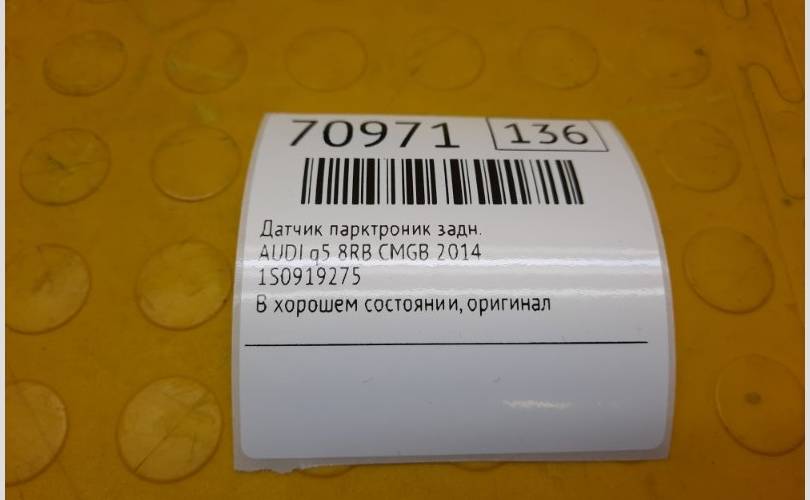 70971 136
Датчик парктроник задн.
AUDI q5 8RB CMGB 2014
1S0919275
В хорошем состоянии, оригинал